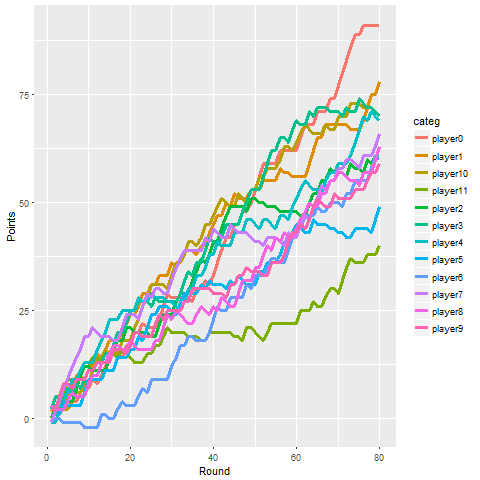 75
50
25
0
0
20
40
60
80
Round
Points
categ
player0
player1
player10
player11
player2
player3
player4
player5
player6
player7
player8
player9